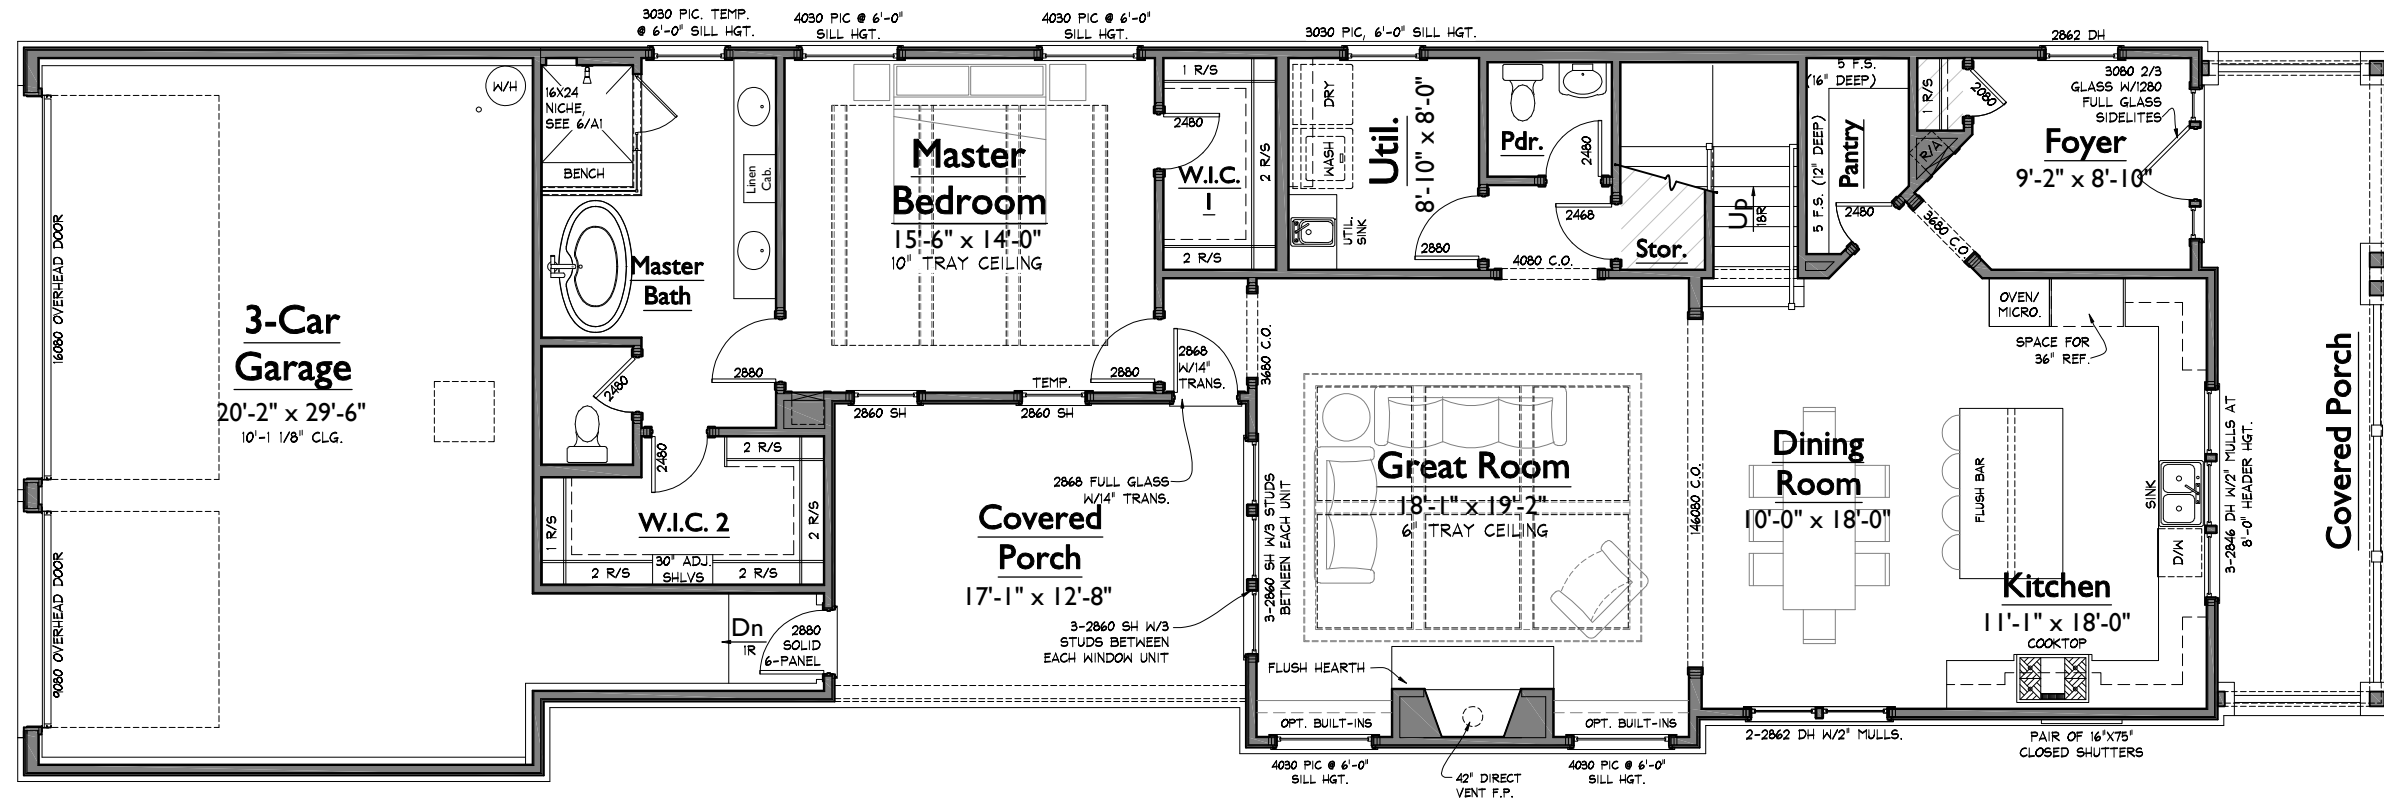 3030 PIC. TEMP.
@ 6'-0" SILL HGT.
4030 PIC @ 6'-0"
SILL HGT.
4030 PIC @ 6'-0"
SILL HGT.
3030 PIC, 6'-0" SILL HGT.
2862 DH
W/H
16X24
NICHE,
SEE 6/A1
BENCH
Linen
Cab.
Master
Bath
2880
2480
Master
Bedroom
15'-6" x 14'-0"
10" TRAY CEILING
2880
1 R/S
2480
2 R/S
W.I.C.
1
2 R/S
DRY
WASH
UTIL.
SINK
Util.
8'-10" x 8'-0"
2880
Pdr.
2480
2468
Stor.
4080 C.O.
Up
18R
5 F.S.
(16" DEEP)
5 F.S. (12" DEEP)
Pantry
2480
1 R/S
2080
R/A
3680 C.O.
3080 2/3
GLASS W/1280
FULL GLASS
SIDELITES
Foyer
9'-2" x 8'-10"
16080 OVERHEAD DOOR
3-Car
Garage
20'-2" x 29'-6"
10'-1 1/8" CLG.
9080 OVERHEAD DOOR
2480
2 R/S
1 R/S
W.I.C. 2
2 R/S
2 R/S
30" ADJ.
SHLVS
2 R/S
Dn
1R
2880
SOLID
6-PANEL
2860 SH
TEMP.
2860 SH
2868
W/14"
TRANS.
3680 C.O.
2868 FULL GLASS
W/14" TRANS.
Covered
Porch
17'-1" x 12'-8"
3-2860 SH W/3
STUDS BETWEEN
EACH WINDOW UNIT
3-2860 SH W/3 STUDS
BETWEEN EACH UNIT
Great Room
18'-1" x 19'-2"
6" TRAY CEILING
FLUSH HEARTH
OPT. BUILT-INS
OPT. BUILT-INS
4030 PIC @ 6'-0"
SILL HGT.
42" DIRECT
VENT F.P.
4030 PIC @ 6'-0"
SILL HGT.
146080 C.O.
Dining
Room
10'-0" x 18'-0"
2-2862 DH W/2" MULLS.
OVEN/
MICRO.
SPACE FOR
36" REF.
FLUSH BAR
SINK
D/W
Kitchen
11'-1" x 18'-0"
COOKTOP
3-2846 DH W/2" MULLS AT
8'-0" HEADER HGT.
PAIR OF 16"X75"
CLOSED SHUTTERS
Covered Porch